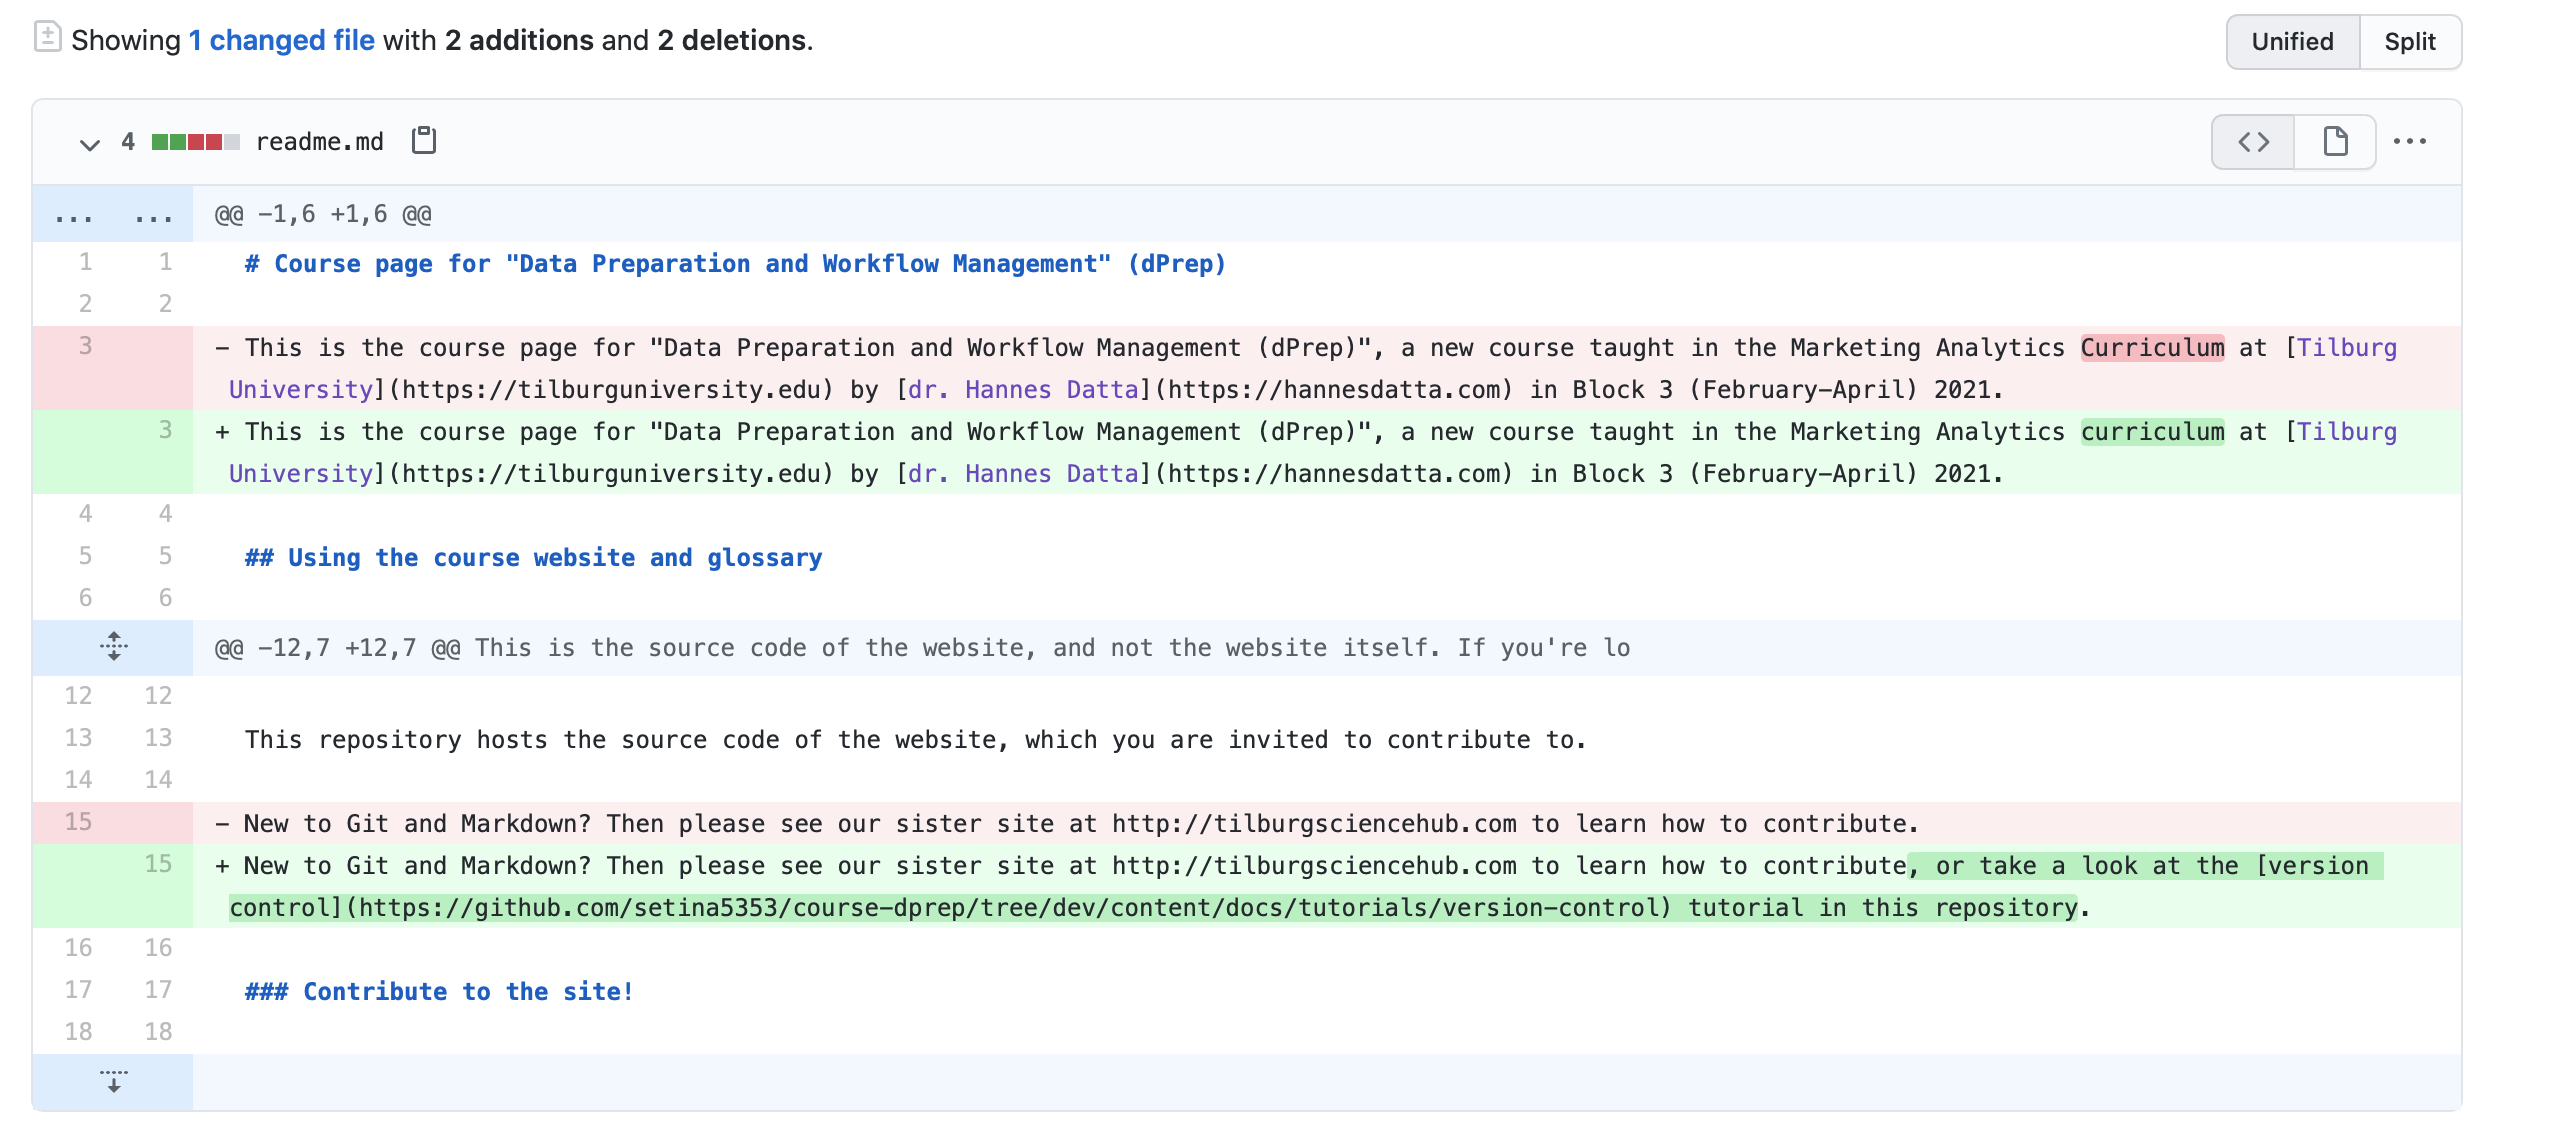 Showing 1 changed file with 2 additions and 2 deletions.
Unified Split
4 readme.md
... ... @@ -1,6 +1,6 @@
1 1 # Course page for "Data Preparation and Workflow Management" (dPrep)
2 2
3 - This is the course page for "Data Preparation and Workflow Management (dPrep)", a new course taught in the Marketing Analytics Curriculum at [Tilburg
University](https://tilburguniversity.edu) by [dr. Hannes Datta](https://hannesdatta.com) in Block 3 (February-April) 2021.
3 + This is the course page for "Data Preparation and Workflow Management (dPrep)", a new course taught in the Marketing Analytics curriculum at [Tilburg
University](https://tilburguniversity.edu) by [dr. Hannes Datta](https://hannesdatta.com) in Block 3 (February-April) 2021.
4 4
5 5 ## Using the course website and glossary
6 6
@@ -12,7 +12,7 @@ This is the source code of the website, and not the website itself. If you're lo
12 12
13 13 This repository hosts the source code of the website, which you are invited to contribute to.
14 14
15 - New to Git and Markdown? Then please see our sister site at http://tilburgsciencehub.com to learn how to contribute.
15 + New to Git and Markdown? Then please see our sister site at http://tilburgsciencehub.com to learn how to contribute, or take a look at the [version
control](https://github.com/setina5353/course-dprep/tree/dev/content/docs/tutorials/version-control) tutorial in this repository.
16 16
17 17 ### Contribute to the site!
18 18